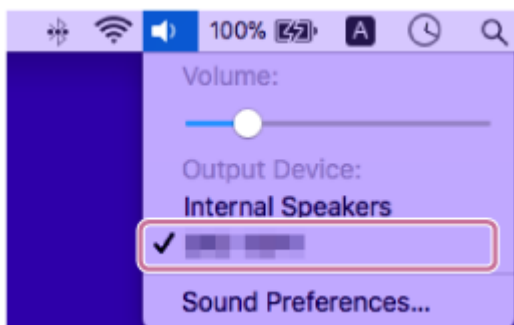 100% A
Volume:
Output Device:
Internal Speakers
Sound Preferences...